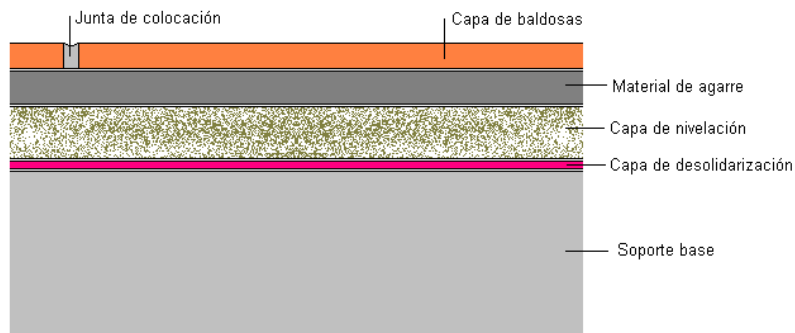 Junta de colocación
Capa de baldosas
Material de agarre
Capa de nivelación
Capa de desolidarización
Soporte base